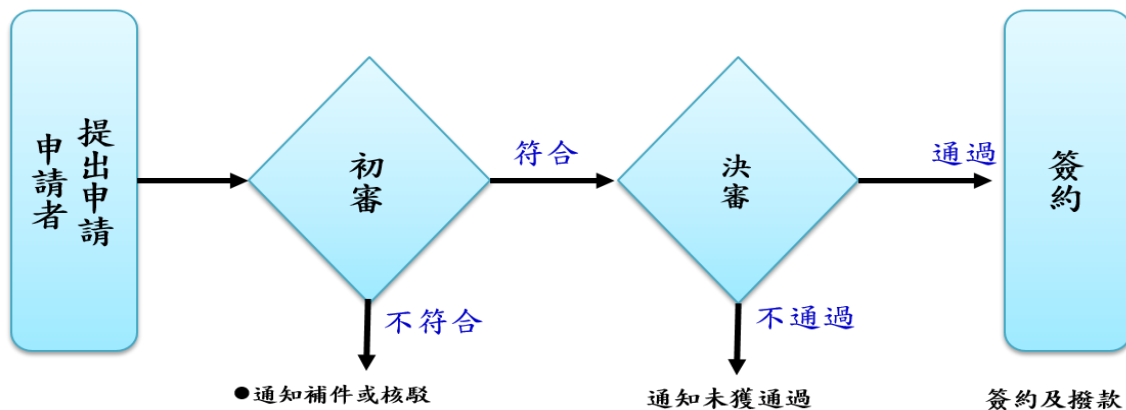 提出申請
申請者
初審
符合
決審
通過
簽約
不符合
不通過
●通知補件或核駁
通知未獲通過
簽約及撥款